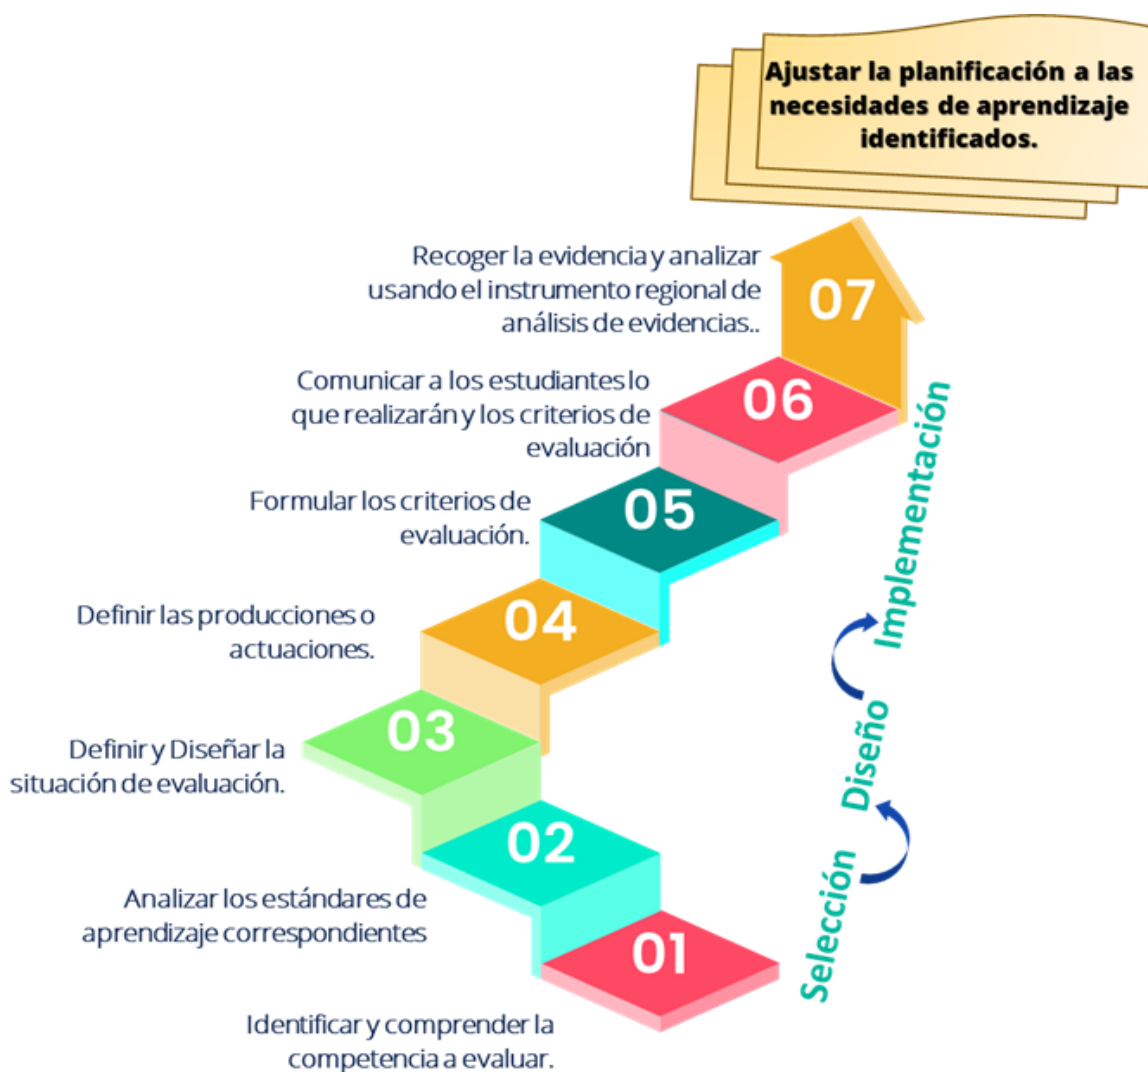 Ajustar la planificación a las
necesidades de aprendizaje
identificados.
Recoger la evidencia y analizar
usando el instrumento regional de
análisis de evidencias..
07
Comunicar a los estudiantes lo
que realizarán y los criterios de
evaluación
06
Formular los criterios de
evaluación.
05
Definir las producciones o
actuaciones.
04
Definir y Diseñar la
situación de evaluación.
03
Analizar los estándares de
aprendizaje correspondientes
02
Identificar y comprender la
competencia a evaluar.
01
Implementación
Diseño
Selección